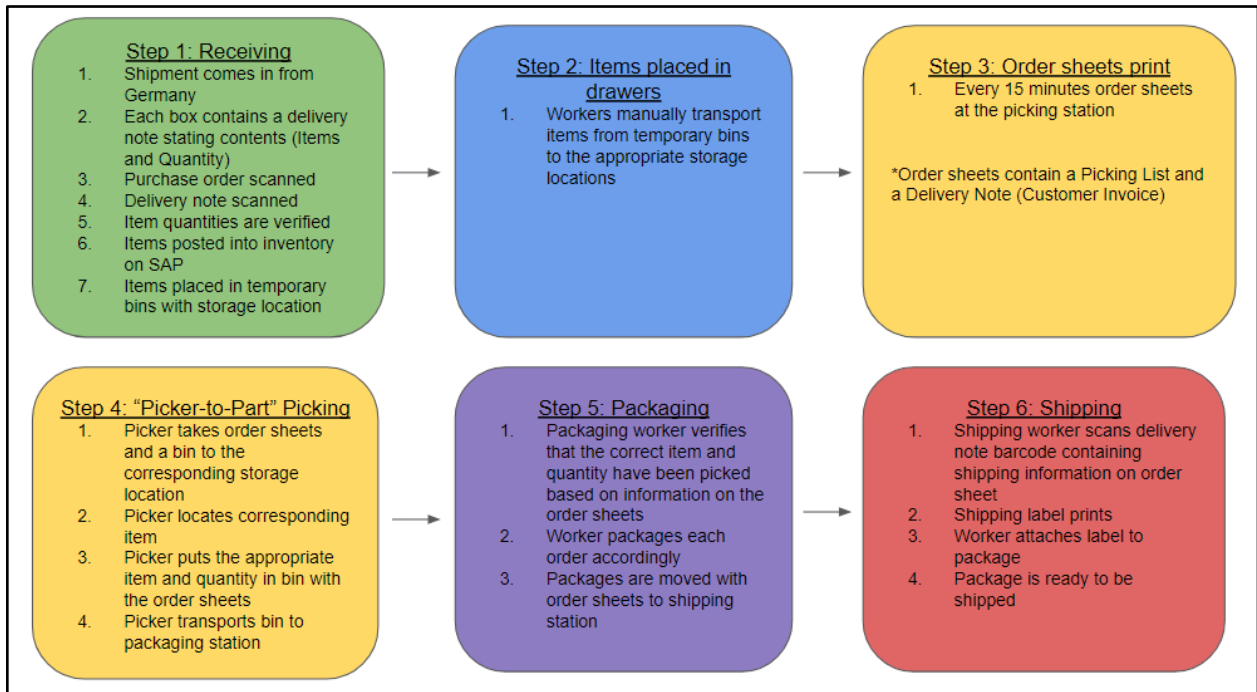 Step 1: Receiving
1. Shipment comes in from
Germany
2. Each box contains a delivery
note stating contents (Items
and Quantity)
3. Purchase order scanned
4. Delivery note scanned
5. Item quantities are verified
6. Items posted into inventory
on SAP
7. Items placed in temporary
bins with storage location
Step 2: Items placed in
drawers
1. Workers manually transport
items from temporary bins
to the appropriate storage
locations
Step 3: Order sheets print
1. Every 15 minutes order sheets
at the picking station
*Order sheets contain a Picking List and
a Delivery Note (Customer Invoice)
Step 4: “Picker-to-Part” Picking
1. Picker takes order sheets
and a bin to the
corresponding storage
location
2. Picker locates corresponding
item
3. Picker puts the appropriate
item and quantity in bin with
the order sheets
4. Picker transports bin to
packaging station
Step 5: Packaging
1. Packaging worker verifies
that the correct item and
quantity have been picked
based on information on the
order sheets
2. Worker packages each
order accordingly
3. Packages are moved with
order sheets to shipping
station
Step 6: Shipping
1. Shipping worker scans delivery
note barcode containing
shipping information on order
sheet
2. Shipping label prints
3. Worker attaches label to
package
4. Package is ready to be
shipped